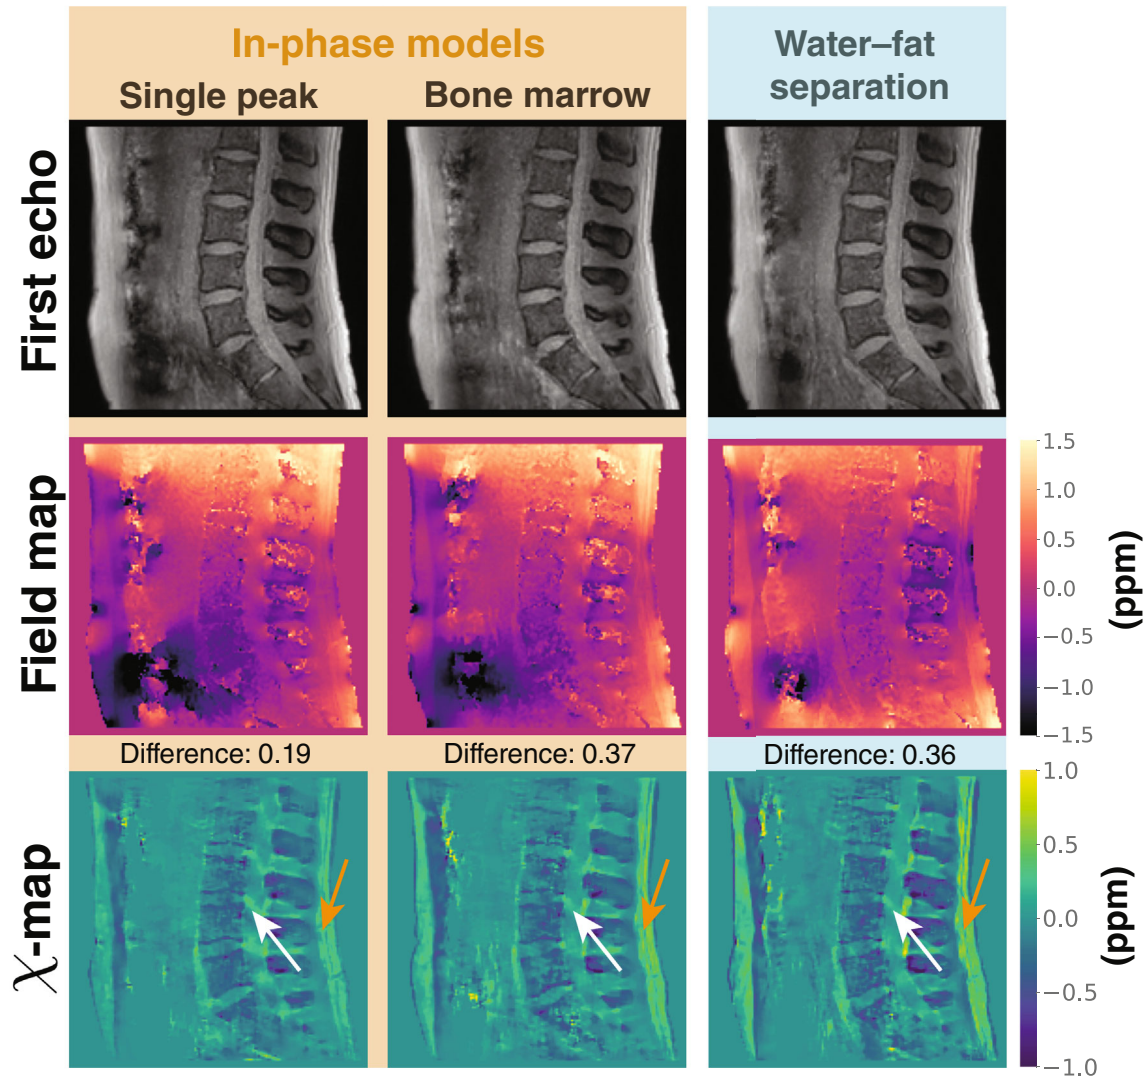 In-phase models
Water–fat
separation
Single peak
Bone marrow
First echo
Field map
1.5
1.0
0.5
0.0
−0.5
−1.0
−1.5
(ppm)
Difference: 0.19
Difference: 0.37
Difference: 0.36
χ-map
1.0
0.5
0.0
−0.5
−1.0
(ppm)